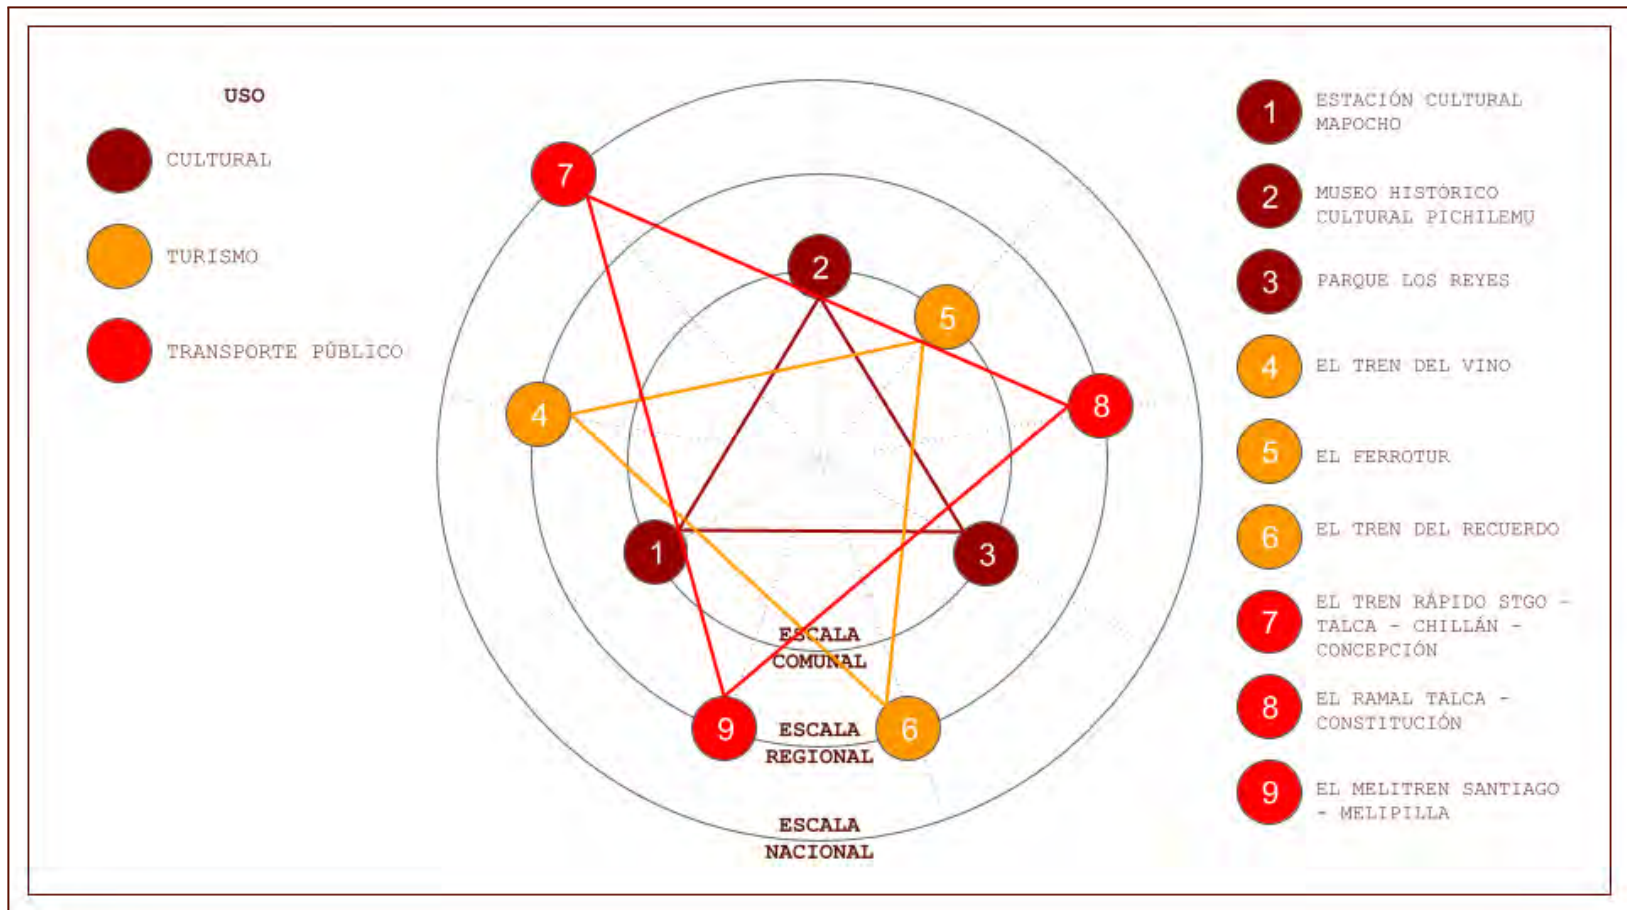 USO
CULTURAL
TURISMO
TRANSPORTE PÚBLICO
7
2
5
4
8
1
3
ESCALA
COMUNAL
9
6
ESCALA
REGIONAL
ESCALA
NACIONAL
1
ESTACIÓN CULTURAL
MAPOCHO
2
MUSEO HISTÓRICO
CULTURAL PICHILEMU
3
PARQUE LOS REYES
4
EL TREN DEL VINO
5
EL FERROTUR
6
EL TREN DEL RECUERDO
7
EL TREN RÁPIDO STGO -
TALCA - CHILLÁN -
CONCEPCIÓN
8
EL RAMAL TALCA -
CONSTITUCIÓN
9
EL MELITREN SANTIAGO
- MELIPILLA